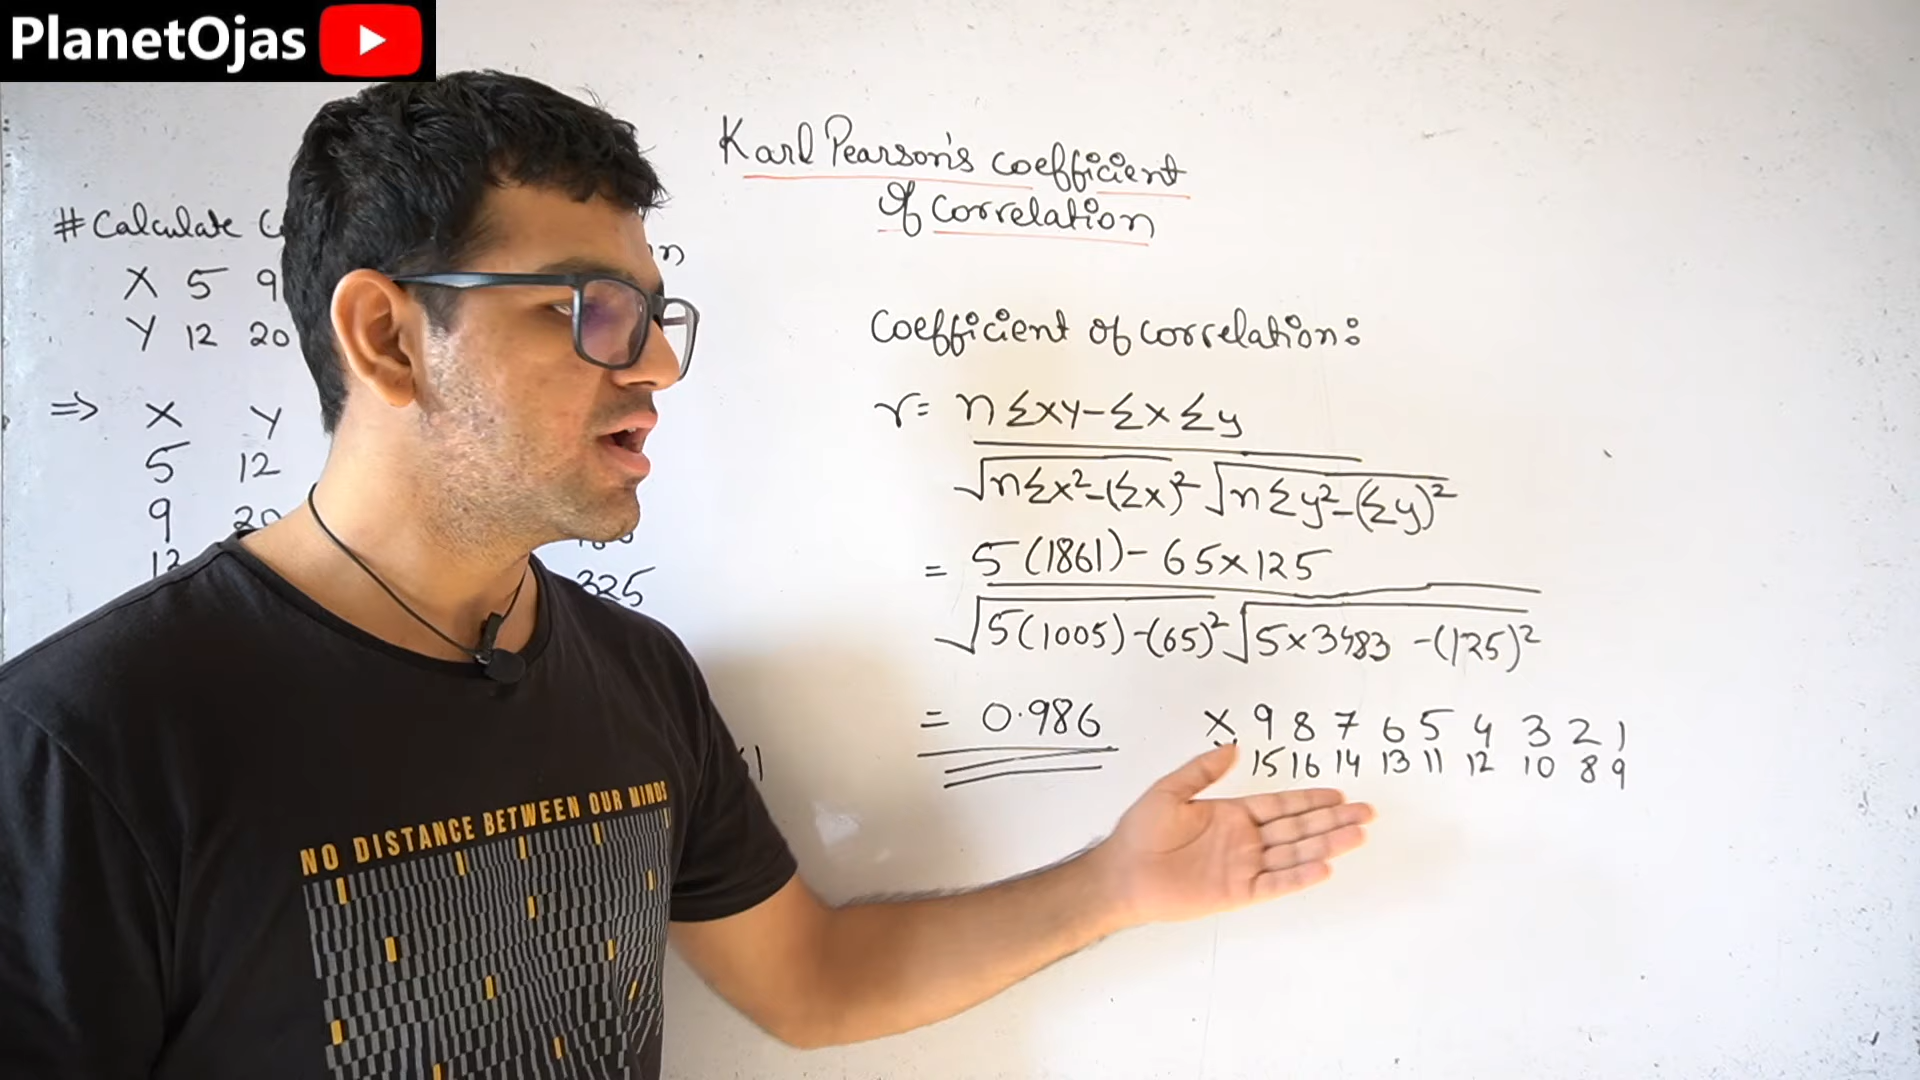 PlanetOjas
Karl Pearson's coefficient
of correlation
# Calculate
X 5 9
Y 12 20
=> X Y
5 12
9 20
325
coefficient of correlation:
r = n Σxy - Σx Σy
√nΣx² - (Σx)² √nΣy² - (Σy)²
= 5(1861) - 65 x 125
√5(1005) - (65)² √5 x 3483 - (125)²
= 0.986
X 9 8 7 6 5 4 3 2 1
15 16 14 13 11 12 10 8 9
NO DISTANCE BETWEEN OUR MINDS